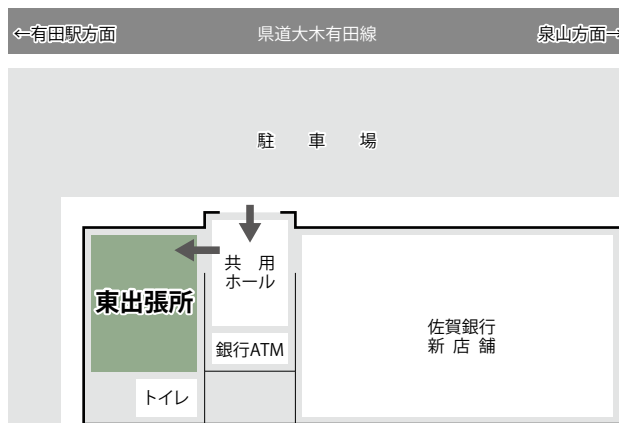 ←有田駅方面 県道大木有田線 泉山方面→
駐 車 場
共 用
ホール
東出張所
佐賀銀行
新 店 舗
銀行ATM
トイレ